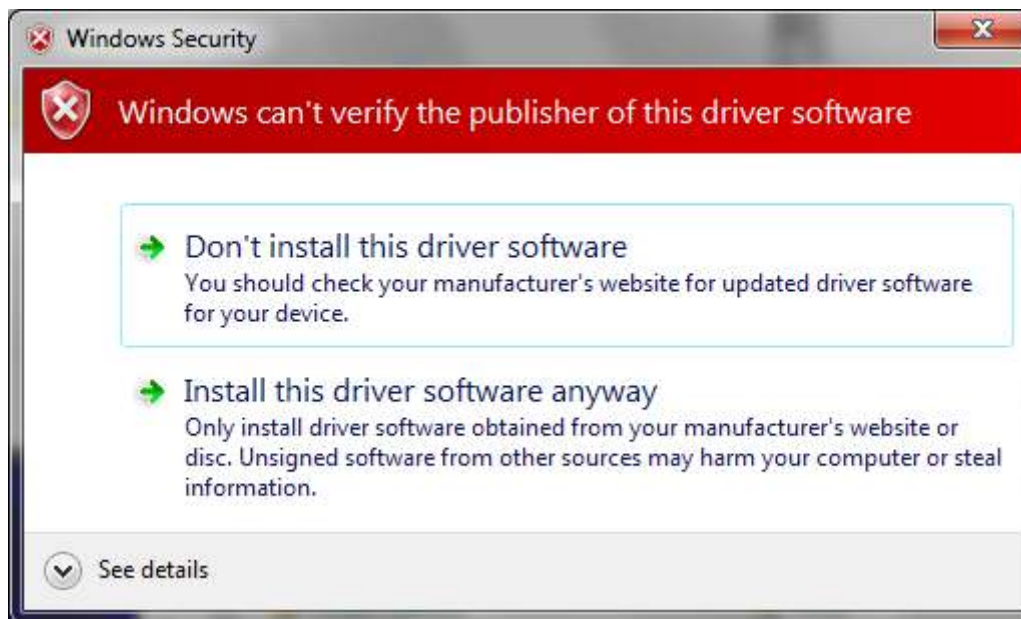 Windows Security
Windows can't verify the publisher of this driver software
Don't install this driver software
You should check your manufacturer's website for updated driver software
for your device.
Install this driver software anyway
Only install driver software obtained from your manufacturer's website or
disc. Unsigned software from other sources may harm your computer or steal
information.
See details